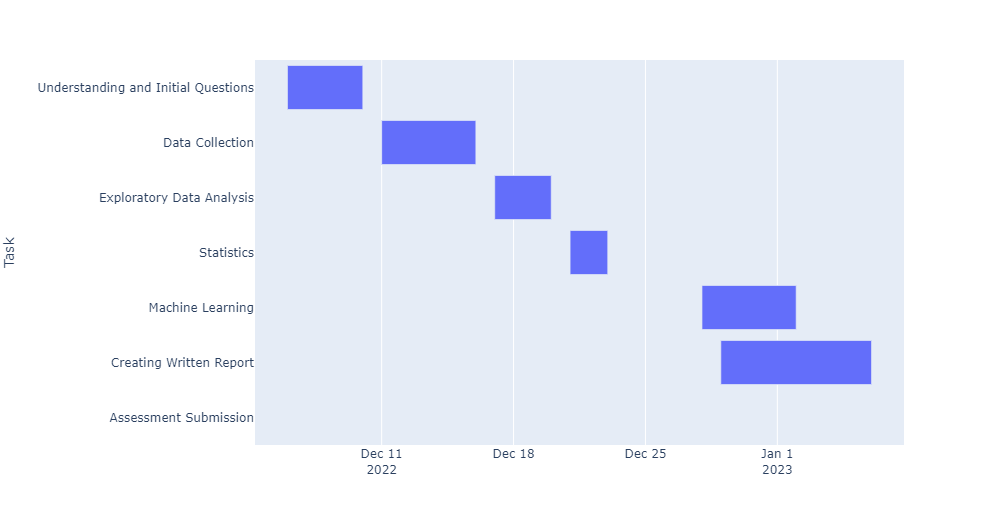 Understanding and Initial Questions
Data Collection
Exploratory Data Analysis
Statistics
Machine Learning
Creating Written Report
Assessment Submission
Task
Dec 11
2022
Dec 18
Dec 25
Jan 1
2023